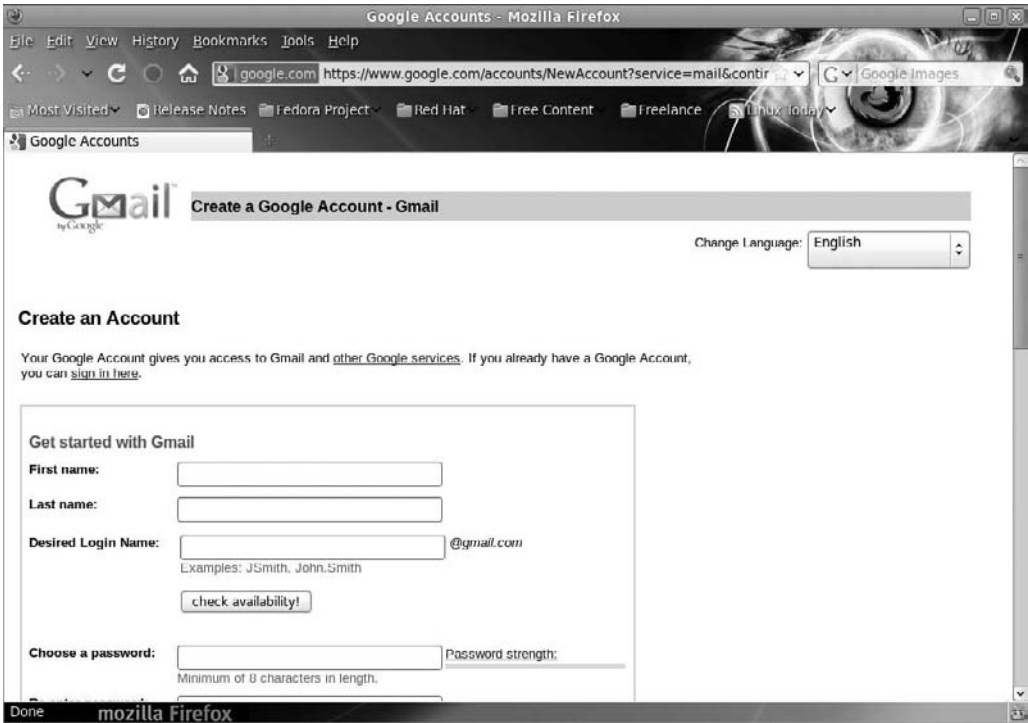 Google Accounts - Mozilla Firefox
File Edit View History Bookmarks Tools Help
google.com https://www.google.com/accounts/NewAccount?service=mail&contir
Google Images
Most Visited Release Notes Fedora Project Red Hat Free Content Freelance Linux Today
Google Accounts
Gmail™
by Google
Create a Google Account - Gmail
Change Language: English
Create an Account
Your Google Account gives you access to Gmail and other Google services. If you already have a Google Account,
you can sign in here.
Get started with Gmail
First name:
Last name:
Desired Login Name: @gmail.com
Examples: JSmith, John.Smith
check availability!
Choose a password: Password strength:
Minimum of 8 characters in length.
Done mozilla Firefox